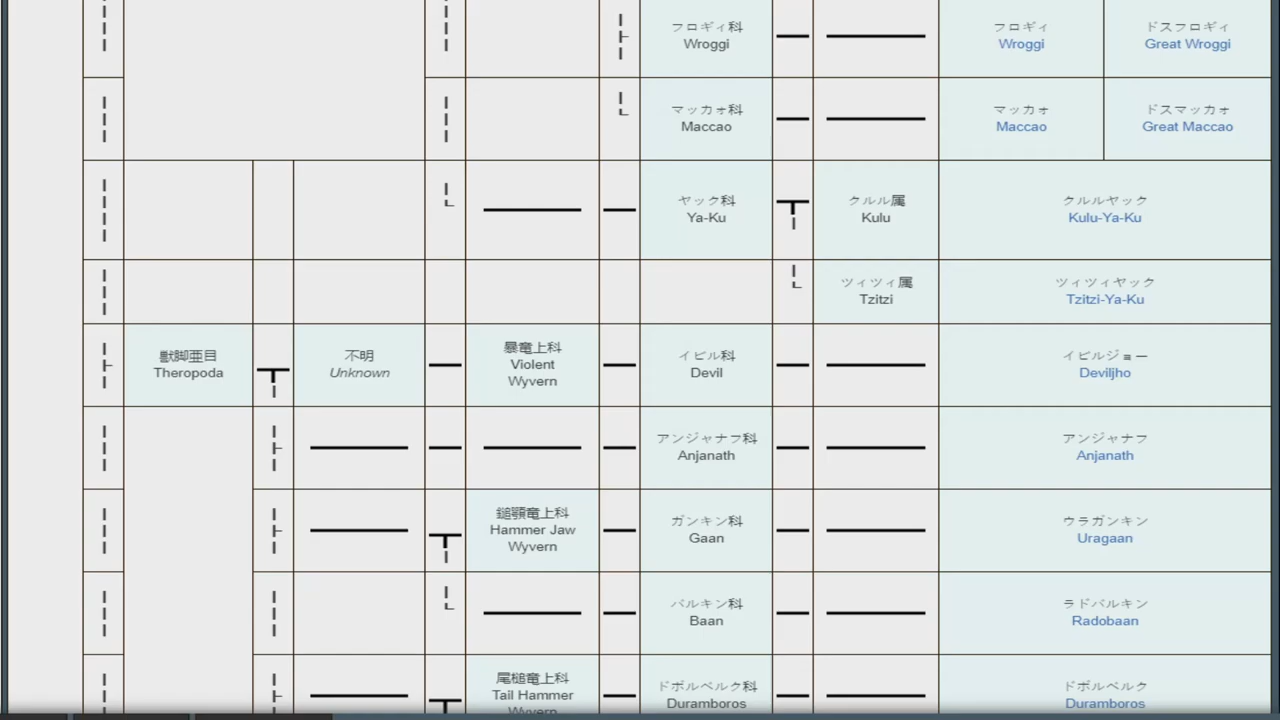 フロギィ科
Wroggi
フロギィ
Wroggi
ドスフロギィ
Great Wroggi
マッカォ科
Maccao
マッカォ
Maccao
ドスマッカォ
Great Maccao
ヤック科
Ya-Ku
クルル属
Kulu
クルルヤック
Kulu-Ya-Ku
ツィツィ属
Tzitzi
ツィツィヤック
Tzitzi-Ya-Ku
獣脚亜目
Theropoda
不明
Unknown
暴竜上科
Violent
Wyvern
イビル科
Devil
イビルジョー
Deviljho
アンジャナフ科
Anjanath
アンジャナフ
Anjanath
鎚顎竜上科
Hammer Jaw
Wyvern
ガンキン科
Gaan
ウラガンキン
Uragaan
バルキン科
Baan
ラドバルキン
Radobaan
尾槌竜上科
Tail Hammer
Wyvern
ドボルベルク科
Duramboros
ドボルベルク
Duramboros